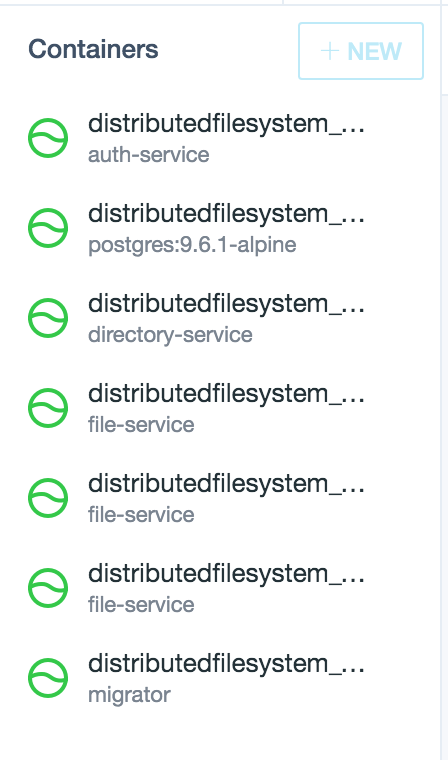 Containers
+ NEW
distributedfilesystem_...
auth-service
distributedfilesystem_...
postgres:9.6.1-alpine
distributedfilesystem_...
directory-service
distributedfilesystem_...
file-service
distributedfilesystem_...
file-service
distributedfilesystem_...
file-service
distributedfilesystem_...
migrator